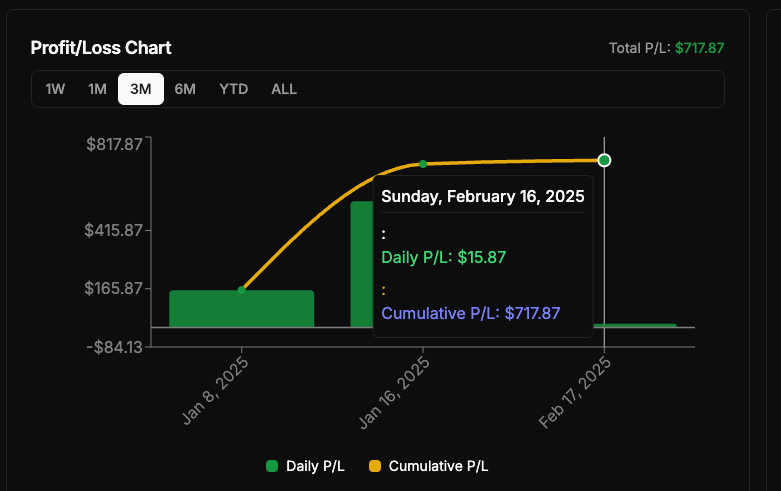 Profit/Loss Chart
Total P/L: $717.87
1W 1M 3M 6M YTD ALL
$817.87
$415.87
$165.87
-$84.13
Sunday, February 16, 2025
:
Daily P/L: $15.87
:
Cumulative P/L: $717.87
Jan 8, 2025
Jan 16, 2025
Feb 17, 2025
Daily P/L
Cumulative P/L